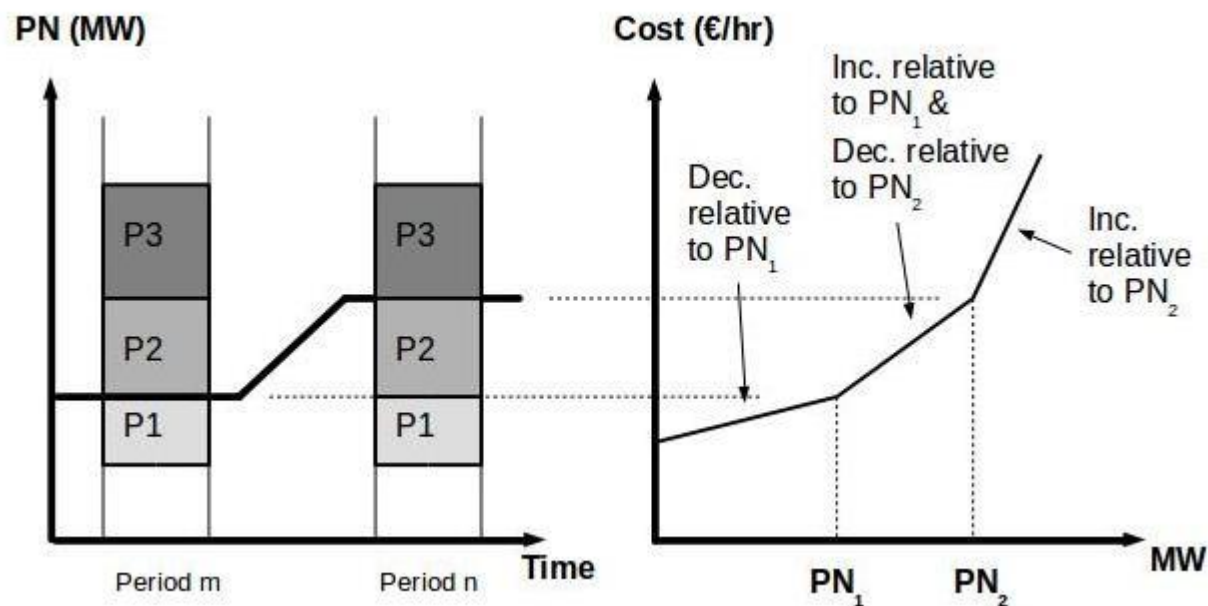 PN (MW)
P3
P2
P1
P3
P2
P1
Period m
Period n
Time
Cost (€/hr)
Dec.
relative
to PN₁
Inc. relative
to PN₁ &
Dec. relative
to PN₂
Inc.
relative
to PN₂
PN₁
PN₂
MW